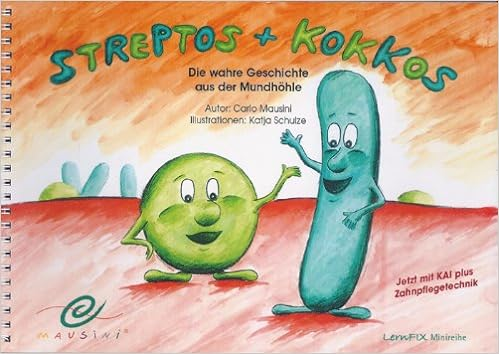 STREPTOS + KOKKOS
Die wahre Geschichte
aus der Mundhöhle
Autor: Carlo Mausini
Illustrationen: Katja Schulze
Jetzt mit KAI plus
Zahnpflegetechnik
MAUSINI®
LernFIX Minireihe